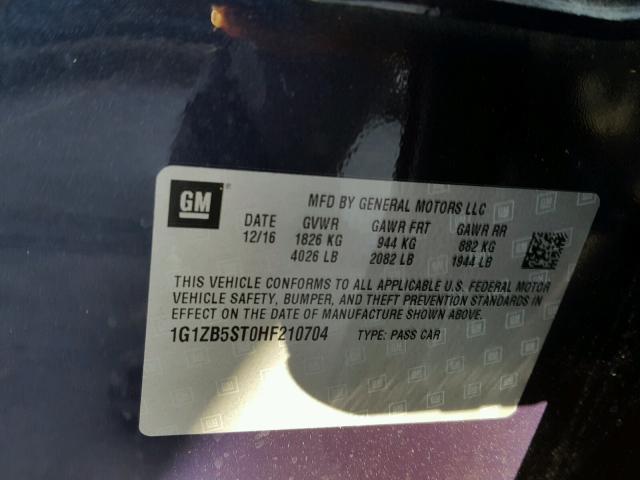 GM
MFD BY GENERAL MOTORS LLC
DATE GVWR GAWR FRT GAWR RR
12/16 1826 KG 944 KG 882 KG
4026 LB 2082 LB 1944 LB
THIS VEHICLE CONFORMS TO ALL APPLICABLE U.S. FEDERAL MOTOR
VEHICLE SAFETY, BUMPER, AND THEFT PREVENTION STANDARDS IN
EFFECT ON THE DATE OF MANUFACTURE SHOWN ABOVE.
1G1ZB5ST0HF210704 TYPE: PASS CAR